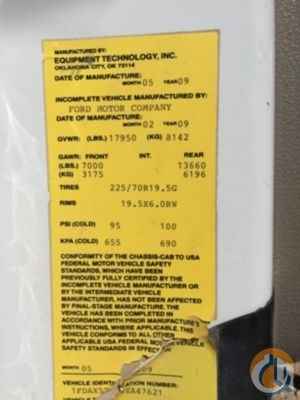 MANUFACTURED BY:
EQUIPMENT TECHNOLOGY, INC.
OKLAHOMA CITY, OK 73114
DATE OF MANUFACTURE:
MONTH 05 YEAR 09
INCOMPLETE VEHICLE MANUFACTURED BY:
FORD MOTOR COMPANY
DATE OF MANUFACTURE:
MONTH 02 YEAR 09
GVWR: (LBS.) 17950 (KG) 8142
GAWR: FRONT INT. REAR
(LBS.) 7000 13660
(KG) 3175 6196
TIRES 225/70R19.5G
RIMS 19.5X6.0RW
PSI (COLD) 95 100
KPA (COLD) 655 690
CONFORMITY OF THE CHASSIS-CAB TO
FEDERAL MOTOR VEHICLE SAFETY
STANDARDS, WHICH HAVE BEEN
PREVIOUSLY FULLY CERTIFIED BY THE
INCOMPLETE VEHICLE MANUFACTURER OR
BY THE INTERMEDIATE VEHICLE
MANUFACTURER, HAS NOT BEEN AFFECTED
BY FINAL-STAGE MANUFACTURE. THE
VEHICLE HAS BEEN COMPLETED IN
ACCORDANCE WITH PRIOR MANUFACTURER'S
INSTRUCTIONS, WHERE APPLICABLE. THIS
VEHICLE CONFORMS TO ALL OTHER
APPLICABLE USA FEDERAL MOTOR VEHICLE
SAFETY STANDARDS IN EFFECT IN
MONTH 05
VEHICLE IDENTIFICATION NUMBER: